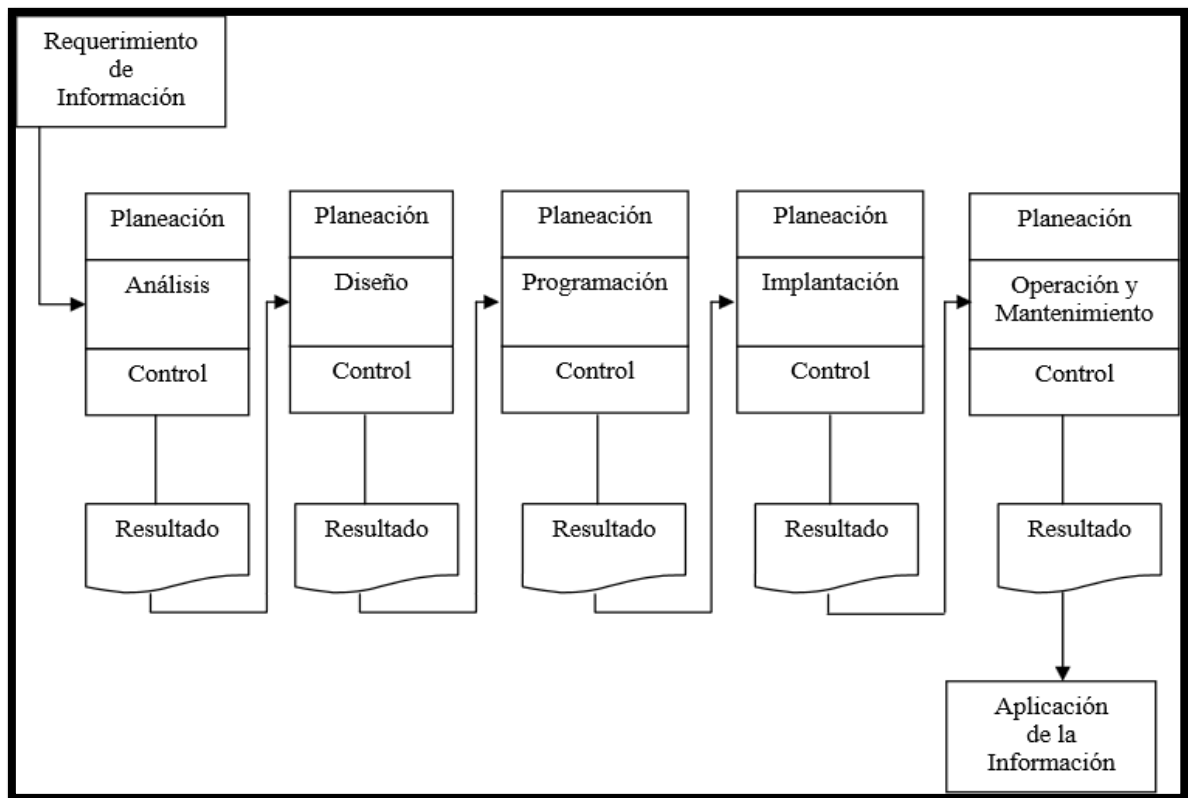 Requerimiento
de
Información
Planeación
Análisis
Control
Resultado
Planeación
Diseño
Control
Resultado
Planeación
Programación
Control
Resultado
Planeación
Implantación
Control
Resultado
Planeación
Operación y
Mantenimiento
Control
Resultado
Aplicación
de la
Información